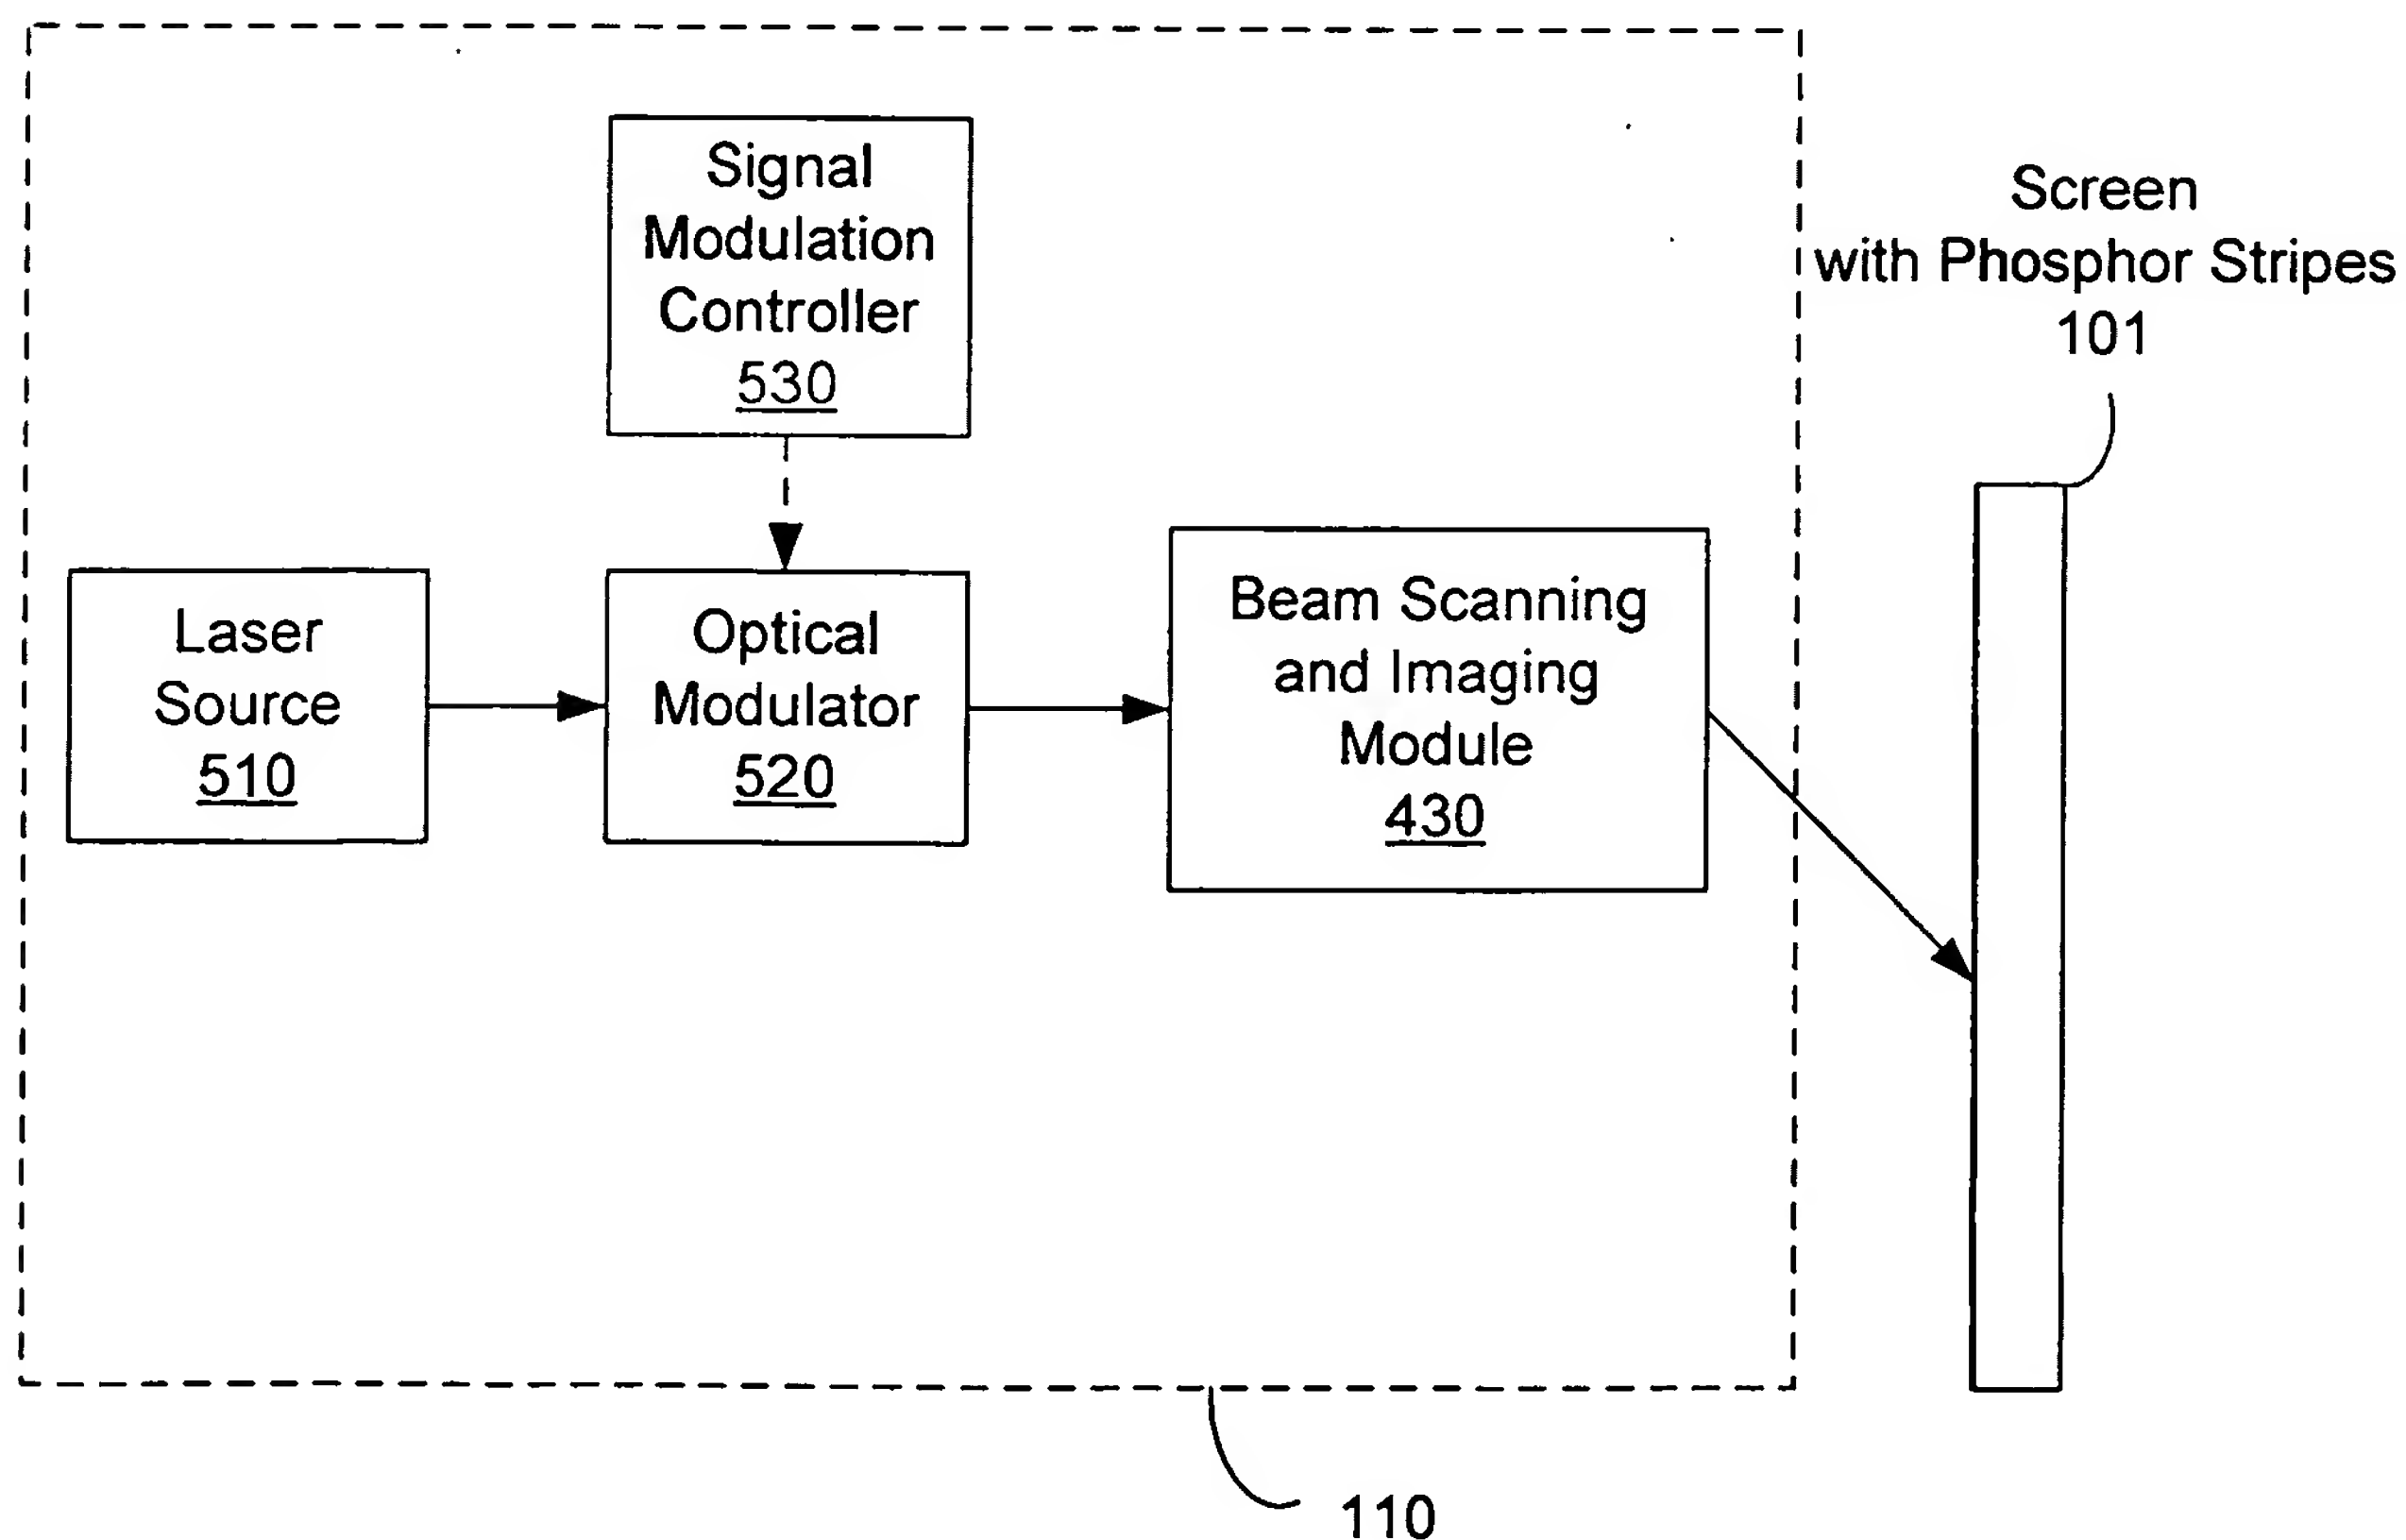 Signal
Modulation
Controller
530
Screen
with Phosphor Stripes
101
Laser
Source
510
Optical
Modulator
520
Beam Scanning
and Imaging
Module
430
110